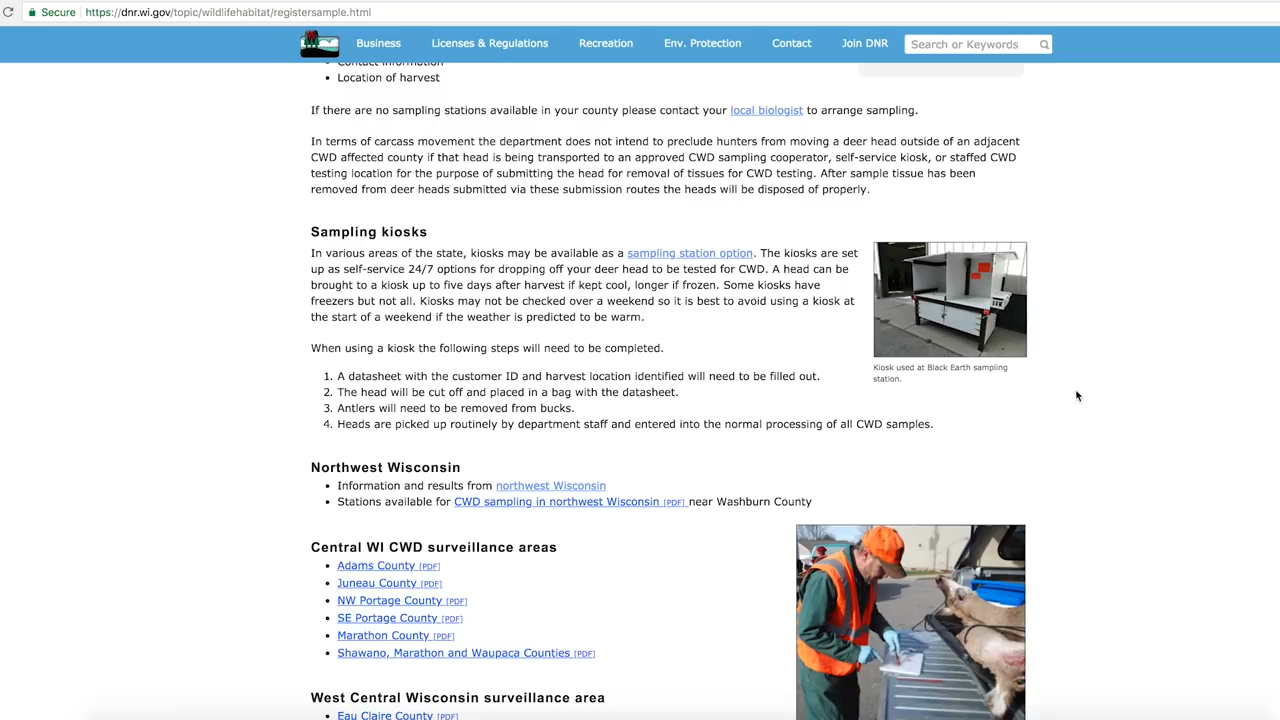 Secure https://dnr.wi.gov/topic/wildlifehabitat/registersample.html
Business Licenses & Regulations Recreation Env. Protection Contact Join DNR Search or Keywords
• Contact information
• Location of harvest
If there are no sampling stations available in your county please contact your local biologist to arrange sampling.
In terms of carcass movement the department does not intend to preclude hunters from moving a deer head outside of an adjacent
CWD affected county if that head is being transported to an approved CWD sampling cooperator, self-service kiosk, or staffed CWD
testing location for the purpose of submitting the head for removal of tissues for CWD testing. After sample tissue has been
removed from deer heads submitted via these submission routes the heads will be disposed of properly.
Sampling kiosks
In various areas of the state, kiosks may be available as a sampling station option. The kiosks are set
up as self-service 24/7 options for dropping off your deer head to be tested for CWD. A head can be
brought to a kiosk up to five days after harvest if kept cool, longer if frozen. Some kiosks have
freezers but not all. Kiosks may not be checked over a weekend so it is best to avoid using a kiosk at
the start of a weekend if the weather is predicted to be warm.
When using a kiosk the following steps will need to be completed.
Kiosk used at Black Earth sampling
station.
1. A datasheet with the customer ID and harvest location identified will need to be filled out.
2. The head will be cut off and placed in a bag with the datasheet.
3. Antlers will need to be removed from bucks.
4. Heads are picked up routinely by department staff and entered into the normal processing of all CWD samples.
Northwest Wisconsin
• Information and results from northwest Wisconsin
• Stations available for CWD sampling in northwest Wisconsin [PDF] near Washburn County
Central WI CWD surveillance areas
• Adams County [PDF]
• Juneau County [PDF]
• NW Portage County [PDF]
• SE Portage County [PDF]
• Marathon County [PDF]
• Shawano, Marathon and Waupaca Counties [PDF]
West Central Wisconsin surveillance area
• Eau Claire County [PDF]